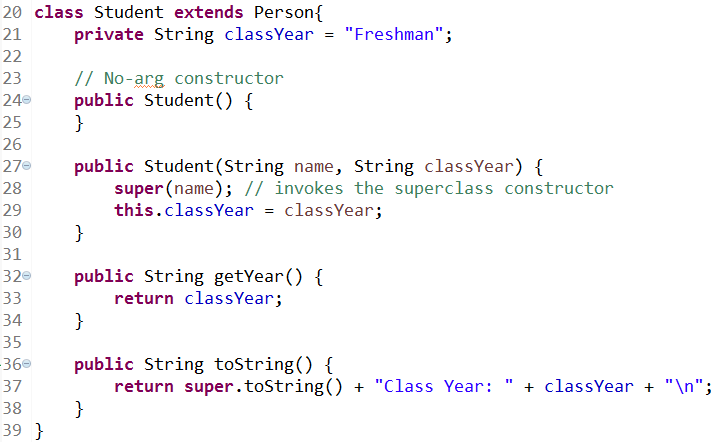 20 class Student extends Person{
21     private String classYear = "Freshman";
22
23     // No-arg constructor
24     public Student() {
25     }
26
27     public Student(String name, String classYear) {
28         super(name); // invokes the superclass constructor
29         this.classYear = classYear;
30     }
31
32     public String getYear() {
33         return classYear;
34     }
35
36     public String toString() {
37         return super.toString() + "Class Year: " + classYear + "\n";
38     }
39 }